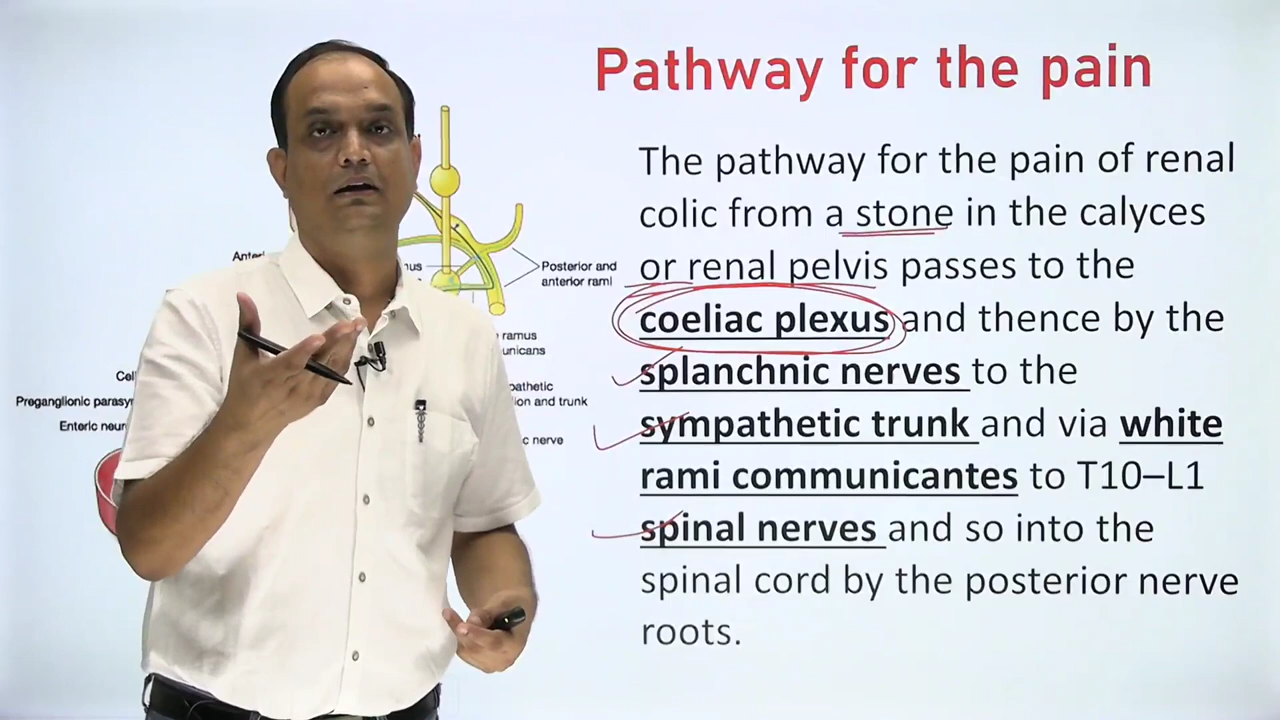 Pathway for the pain
The pathway for the pain of renal
colic from a stone in the calyces
or renal pelvis passes to the
coeliac plexus and thence by the
splanchnic nerves to the
sympathetic trunk and via white
rami communicantes to T10–L1
spinal nerves and so into the
spinal cord by the posterior nerve
roots.
Posterior and
anterior rami
ramus
nerve
Enteric
Preganglionic